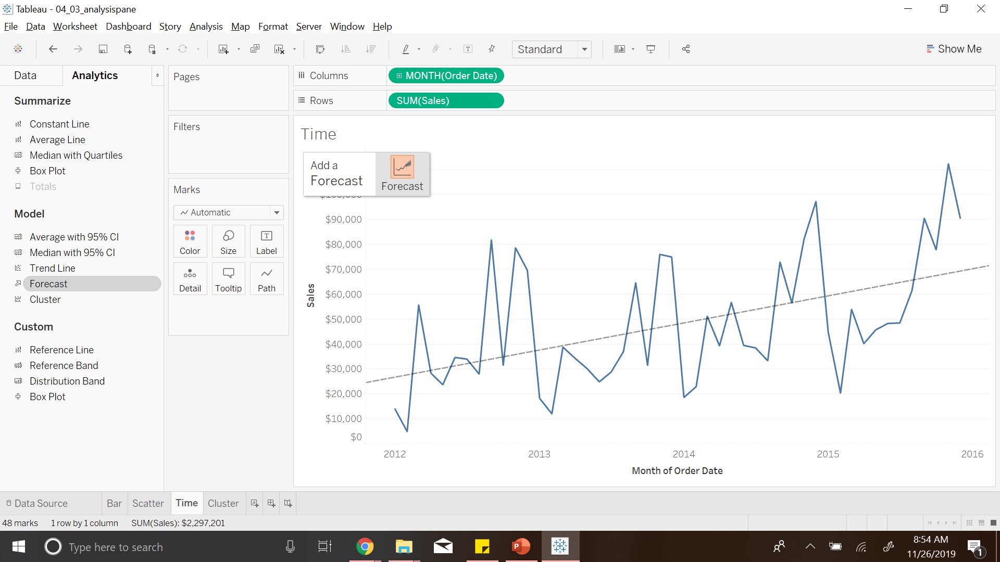 Tableau - 04_03_analysispane
File Data Worksheet Dashboard Story Analysis Map Format Server Window Help
Standard
Show Me
Data Analytics
Summarize
Constant Line
Average Line
Median with Quartiles
Box Plot
Totals
Model
Average with 95% CI
Median with 95% CI
Trend Line
Forecast
Cluster
Custom
Reference Line
Reference Band
Distribution Band
Box Plot
Pages
Filters
Marks
Automatic
Color Size Label
Detail Tooltip Path
Columns MONTH(Order Date)
Rows SUM(Sales)
Time
Add a
Forecast
Forecast
$90,000
$80,000
$70,000
$60,000
$50,000
$40,000
$30,000
$20,000
$10,000
$0
Sales
2012 2013 2014 2015 2016
Month of Order Date
Data Source Bar Scatter Time Cluster
48 marks 1 row by 1 column SUM(Sales): $2,297,201
Type here to search
8:54 AM
11/26/2019
1